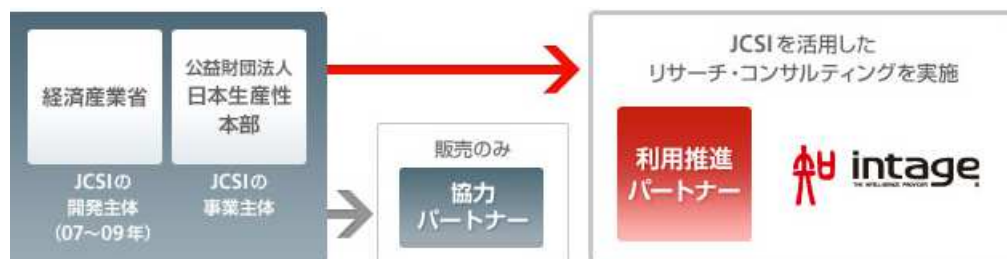 経済産業省
JCSIの
開発主体
(07～09年)
公益財団法人
日本生産性
本部
JCSIの
事業主体
販売のみ
協力
パートナー
JCSIを活用した
リサーチ・コンサルティングを実施
利用推進
パートナー
intage
THE INTELLIGENCE PROVIDER